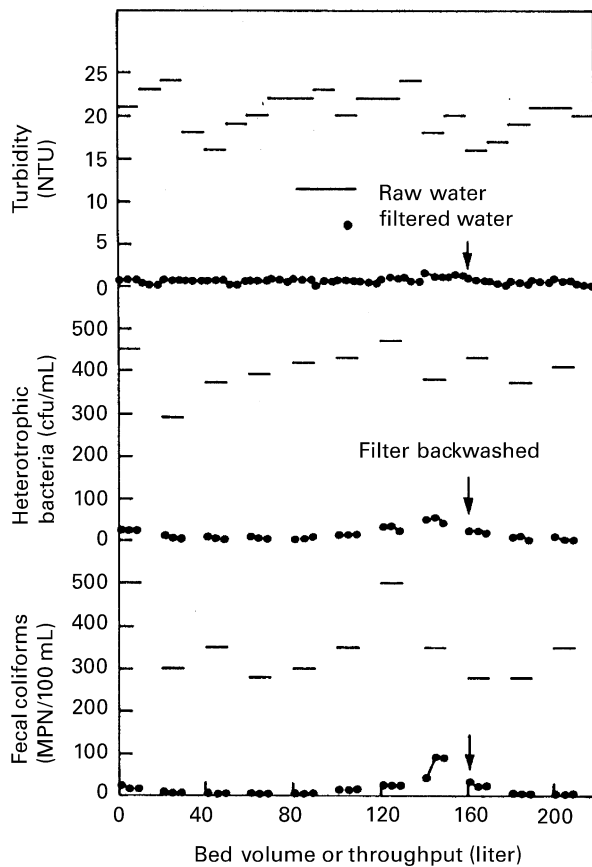 25
20
15
10
5
0
Turbidity
(NTU)
Raw water
filtered water
500
400
300
200
100
0
Heterotrophic
bacteria (cfu/mL)
Filter backwashed
500
400
300
200
100
0
Fecal coliforms
(MPN/100 mL)
0 40 80 120 160 200
Bed volume or throughput (liter)